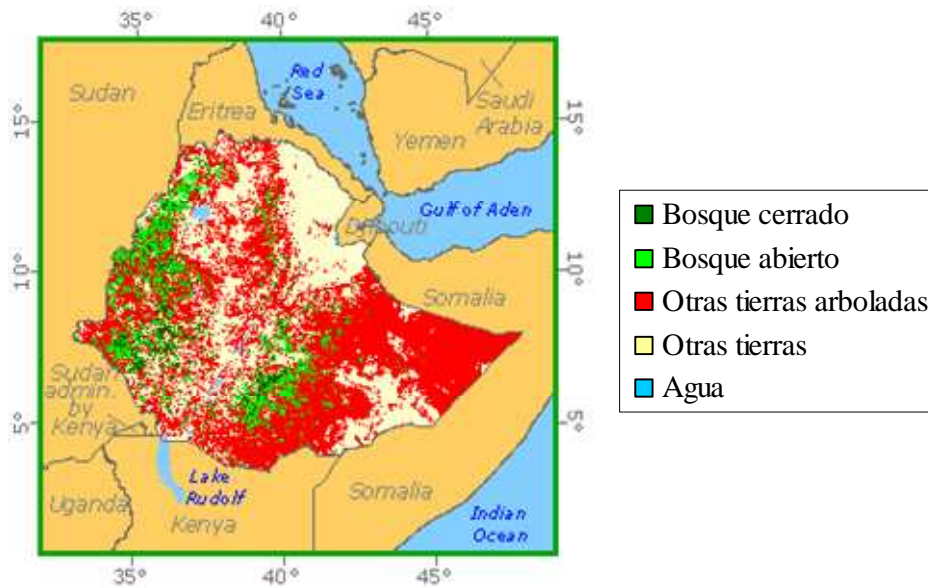 35°
40°
45°
Red
Sea
Sudan
Saudi
Arabia
Eritrea
15°
15°
Yemen
Gulf of Aden
Djibouti
10°
10°
Somalia
Sudan
admin.
by
Kenya
5°
5°
Lake
Rudolf
Uganda
Kenya
Somalia
Indian
Ocean
35°
40°
45°
Bosque cerrado
Bosque abierto
Otras tierras arboladas
Otras tierras
Agua